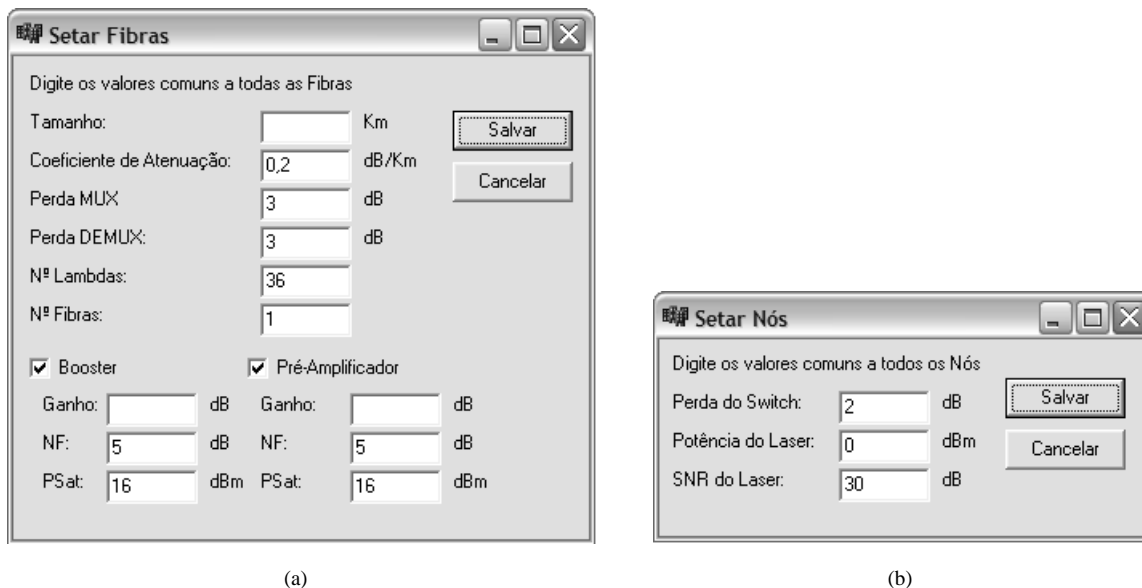 Setar Fibras
Digite os valores comuns a todas as Fibras
Tamanho: Km
Coeficiente de Atenuação: 0,2 dB/Km
Perda MUX 3 dB
Perda DEMUX: 3 dB
Nº Lambdas: 36
Nº Fibras: 1
Salvar
Cancelar
Booster Pré-Amplificador
Ganho: dB Ganho: dB
NF: 5 dB NF: 5 dB
PSat: 16 dBm PSat: 16 dBm
(a)
Setar Nós
Digite os valores comuns a todos os Nós
Perda do Switch: 2 dB
Potência do Laser: 0 dBm
SNR do Laser: 30 dB
Salvar
Cancelar
(b)